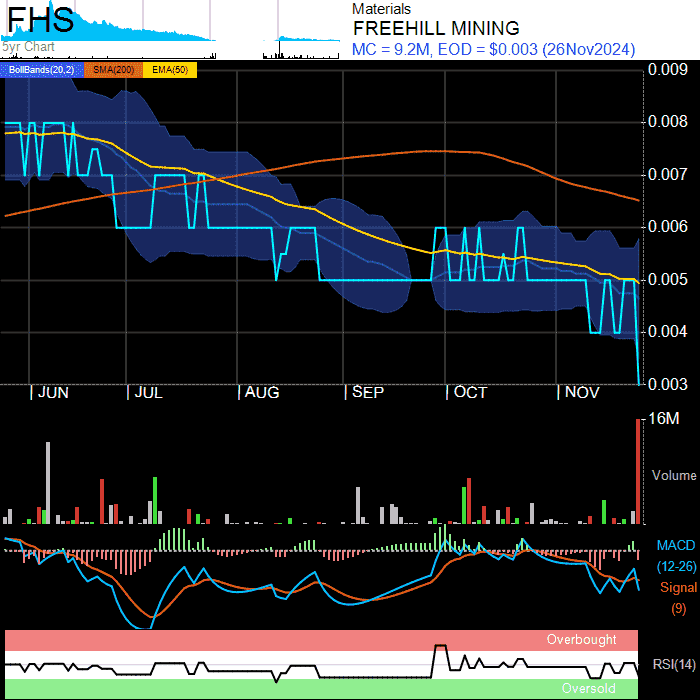 FHS
5yr Chart
Materials
FREEHILL MINING
MC = 9.2M, EOD = $0.003 (26Nov2024)
BollBands(20,2) SMA(200) EMA(50)
0.009
0.008
0.007
0.006
0.005
0.004
0.003
JUN JUL AUG SEP OCT NOV
16M
Volume
MACD
(12-26)
Signal
(9)
Overbought
RSI(14)
Oversold